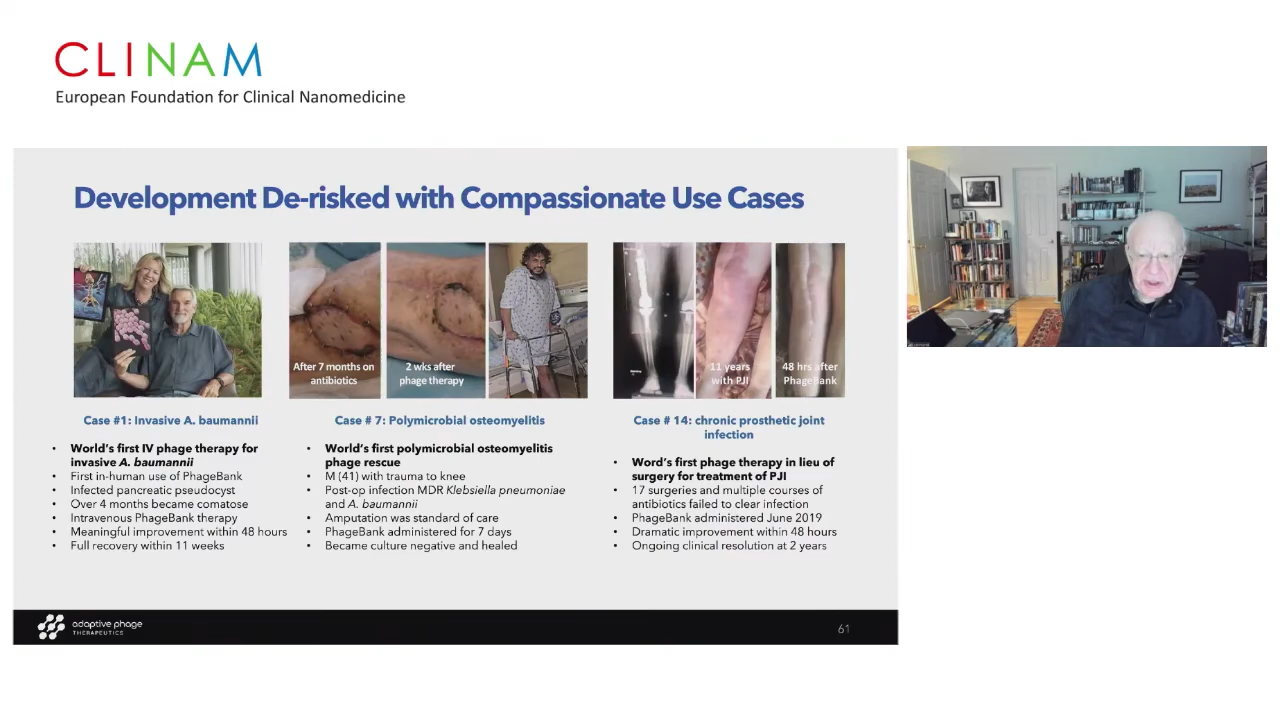 CLINAM
European Foundation for Clinical Nanomedicine
Development De-risked with Compassionate Use Cases
After 7 months on
antibiotics
2 wks after
phage therapy
11 years
with PJI
48 hrs after
PhageBank
Case #1: Invasive A. baumannii
• World's first IV phage therapy for
invasive A. baumannii
• First in-human use of PhageBank
• Infected pancreatic pseudocyst
• Over 4 months became comatose
• Intravenous PhageBank therapy
• Meaningful improvement within 48 hours
• Full recovery within 11 weeks
Case # 7: Polymicrobial osteomyelitis
• World's first polymicrobial osteomyelitis
phage rescue
• M (41) with trauma to knee
• Post-op infection MDR Klebsiella pneumoniae
and A. baumannii
• Amputation was standard of care
• PhageBank administered for 7 days
• Became culture negative and healed
Case # 14: chronic prosthetic joint
infection
• Word's first phage therapy in lieu of
surgery for treatment of PJI
• 17 surgeries and multiple courses of
antibiotics failed to clear infection
• PhageBank administered June 2019
• Dramatic improvement within 48 hours
• Ongoing clinical resolution at 2 years
adaptive phage
THERAPEUTICS
61